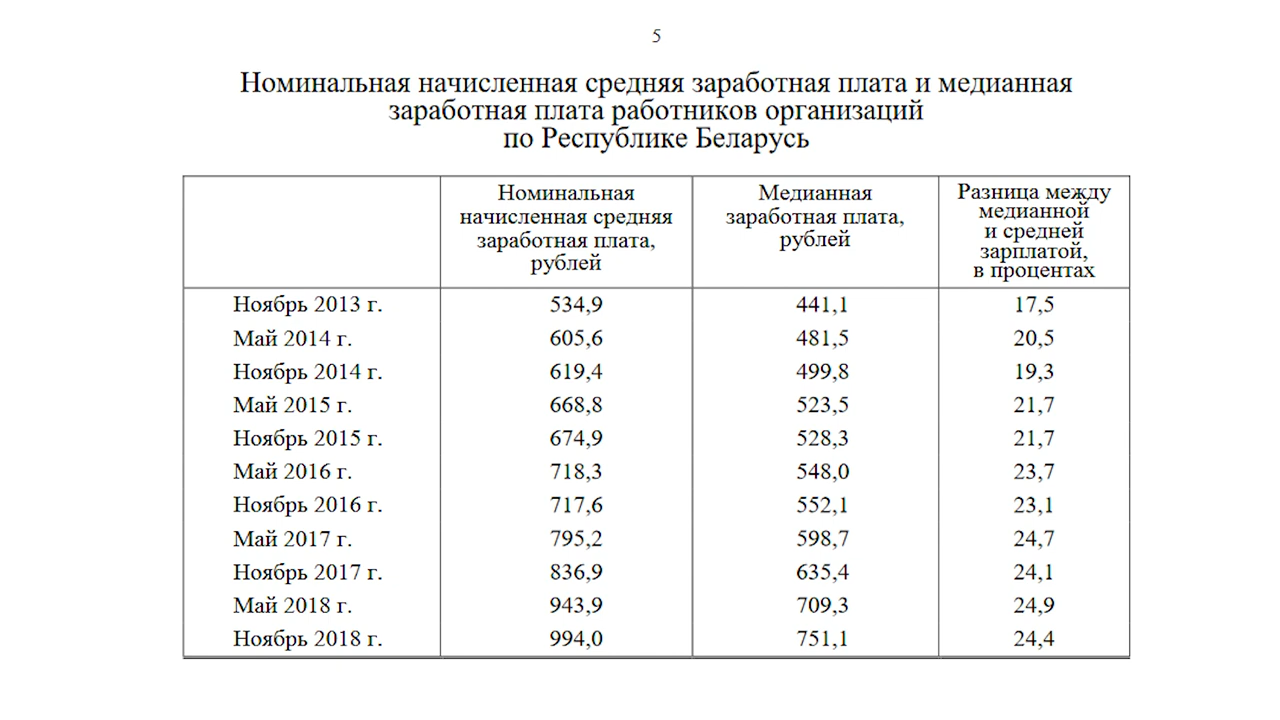 5
Номинальная начисленная средняя заработная плата и медианная
заработная плата работников организаций
по Республике Беларусь
Номинальная
начисленная средняя
заработная плата,
рублей
Медианная
заработная плата,
рублей
Разница между
медианной
и средней
зарплатой,
в процентах
Ноябрь 2013 г. 534,9 441,1 17,5
Май 2014 г. 605,6 481,5 20,5
Ноябрь 2014 г. 619,4 499,8 19,3
Май 2015 г. 668,8 523,5 21,7
Ноябрь 2015 г. 674,9 528,3 21,7
Май 2016 г. 718,3 548,0 23,7
Ноябрь 2016 г. 717,6 552,1 23,1
Май 2017 г. 795,2 598,7 24,7
Ноябрь 2017 г. 836,9 635,4 24,1
Май 2018 г. 943,9 709,3 24,9
Ноябрь 2018 г. 994,0 751,1 24,4